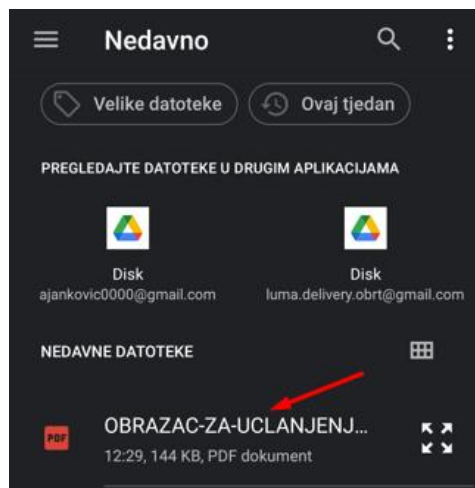 Nedavno
Velike datoteke
Ovaj tjedan
PREGLEDAJTE DATOTEKE U DRUGIM APLIKACIJAMA
Disk
ajankovic0000@gmail.com
Disk
luma.delivery.obrt@gmail.com
NEDAVNE DATOTEKE
PDF
OBRAZAC-ZA-UCLANJENJ...
12:29, 144 KB, PDF dokument